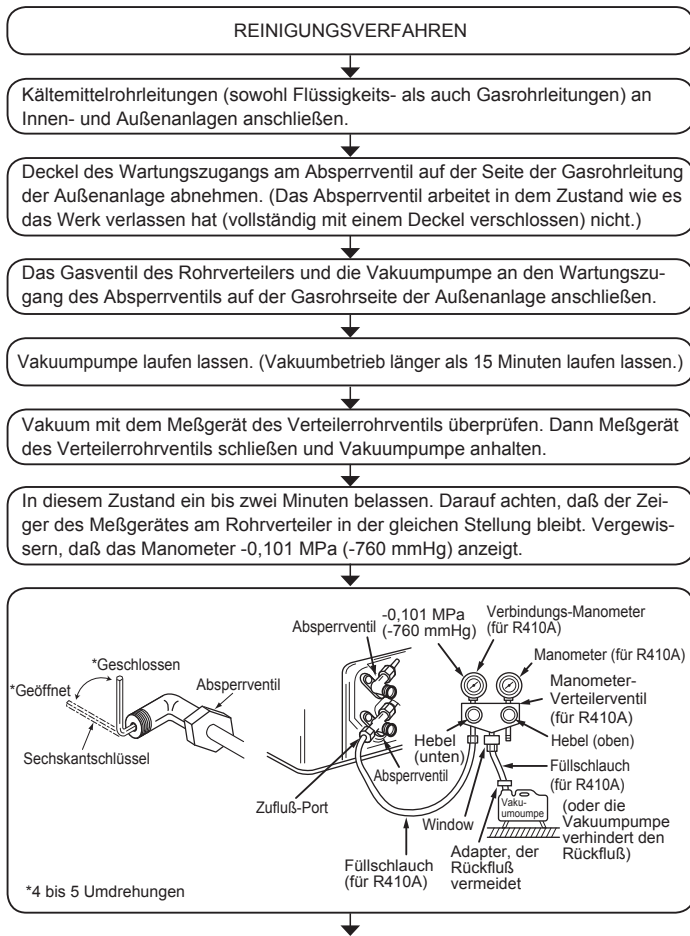 REINIGUNGSVERFAHREN
Kältemittelrohrleitungen (sowohl Flüssigkeits- als auch Gasrohrleitungen) an
Innen- und Außenanlagen anschließen.
Deckel des Wartungszugangs am Absperrventil auf der Seite der Gasrohrleitung
der Außenanlage abnehmen. (Das Absperrventil arbeitet in dem Zustand wie es
das Werk verlassen hat (vollständig mit einem Deckel verschlossen) nicht.)
Das Gasventil des Rohrverteilers und die Vakuumpumpe an den Wartungszu-
gang des Absperrventils auf der Gasrohrseite der Außenanlage anschließen.
Vakuumpumpe laufen lassen. (Vakuumbetrieb länger als 15 Minuten laufen lassen.)
Vakuum mit dem Meßgerät des Verteilerrohrventils überprüfen. Dann Meßgerät
des Verteilerrohrventils schließen und Vakuumpumpe anhalten.
In diesem Zustand ein bis zwei Minuten belassen. Darauf achten, daß der Zei-
ger des Meßgerätes am Rohrverteiler in der gleichen Stellung bleibt. Vergewis-
sern, daß das Manometer -0,101 MPa (-760 mmHg) anzeigt.
*Geschlossen
*Geöffnet
Absperrventil
Sechskantschlüssel
*4 bis 5 Umdrehungen
Absperrventil
-0,101 MPa
(-760 mmHg)
Verbindungs-Manometer
(für R410A)
Manometer (für R410A)
Manometer-
Verteilerventil
(für R410A)
Hebel
(unten)
Hebel (oben)
Absperrventil
Zufluß-Port
Füllschlauch
(für R410A)
Window
Füllschlauch
(für R410A)
Vaku-
umoumpe
(oder die
Vakuumpumpe
verhindert den
Rückfluß)
Adapter, der
Rückfluß
vermeidet